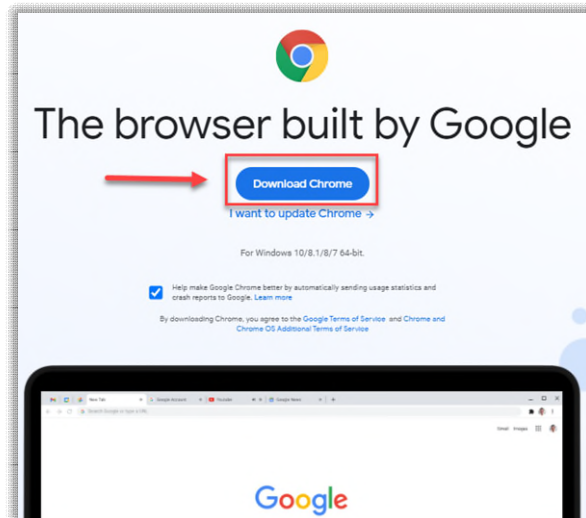 The browser built by Google
Download Chrome
I want to update Chrome →
For Windows 10/8.1/8/7 64-bit.
Help make Google Chrome better by automatically sending usage statistics and
crash reports to Google. Learn more
By downloading Chrome, you agree to the Google Terms of Service and Chrome and
Chrome OS Additional Terms of Service
New Tab Google Account Youtube Google News
Search Google or type a URL
Gmail Images
Google